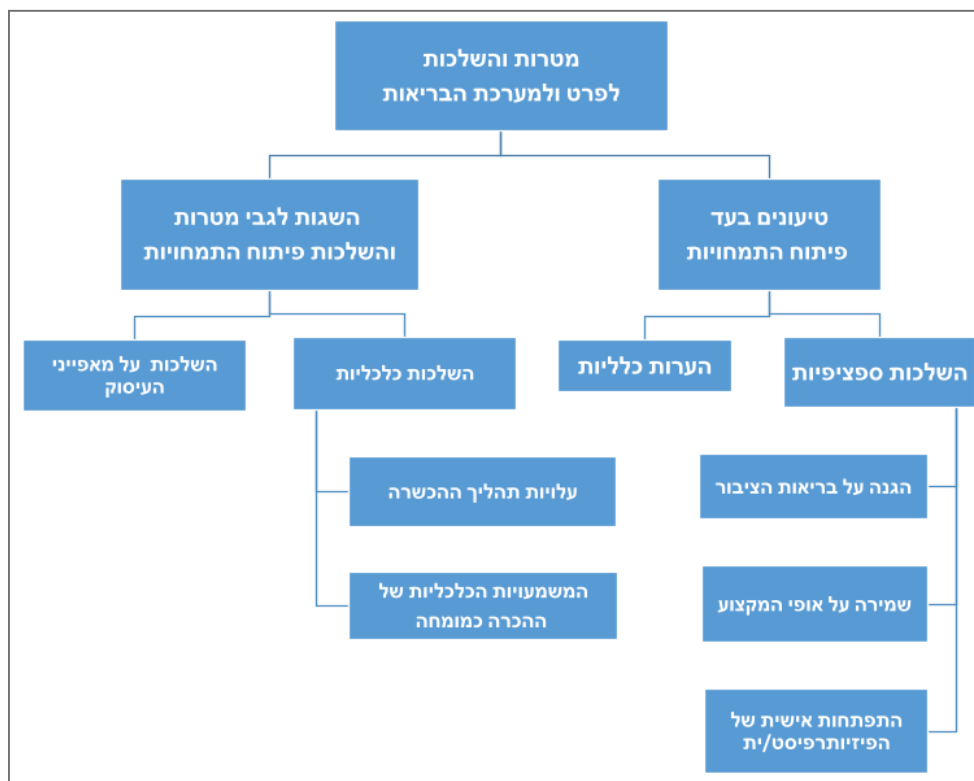 מטרות והשלכות
לפרט ולמערכת הבריאות
טיעונים בעד
פיתוח התמחויות
השגות לגבי מטרות
והשלכות פיתוח התמחויות
השלכות ספציפיות
הערות כלליות
השלכות כלכליות
השלכות על מאפייני
העיסוק
הגנה על בריאות הציבור
שמירה על אופי המקצוע
התפתחות אישית של
הפיזיותרפיסט/ית
עלויות תהליך ההכשרה
המשמעויות הכלכליות של
ההכרה כמומחה